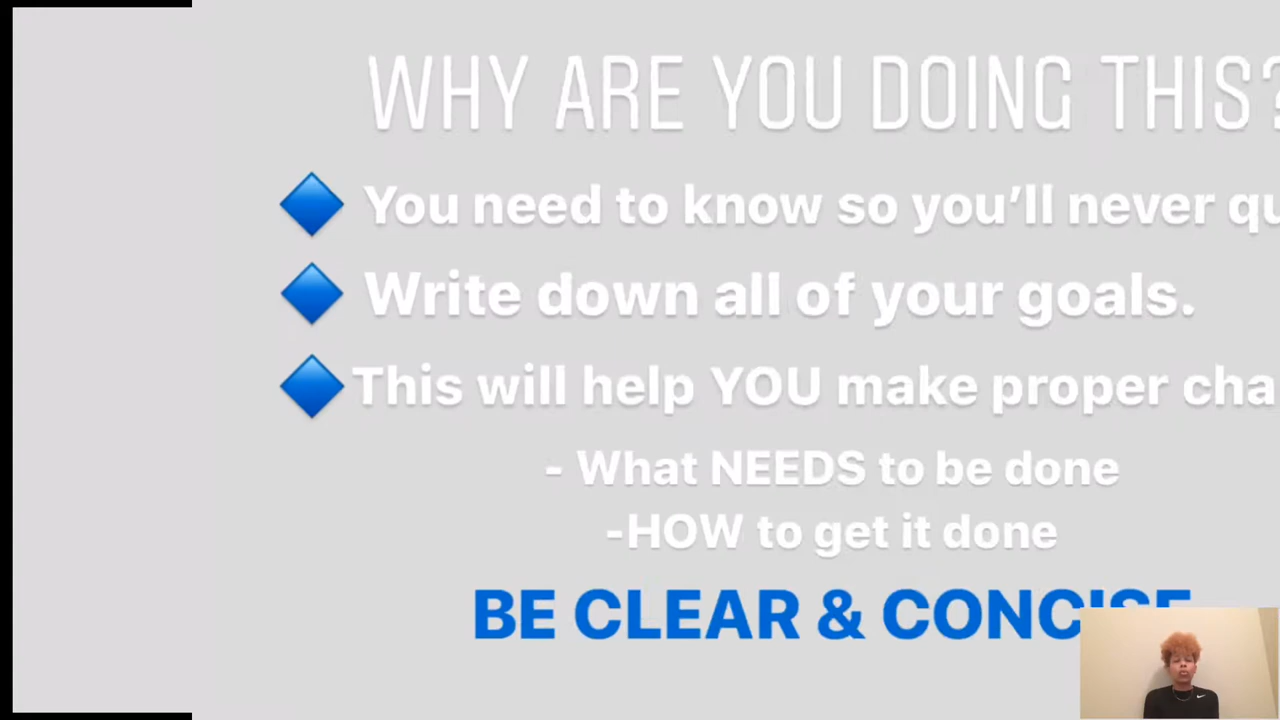 WHY ARE YOU DOING THIS?
You need to know so you'll never
Write down all of your goals.
This will help YOU make proper
- What NEEDS to be done
-HOW to get it done
BE CLEAR & CONCISE